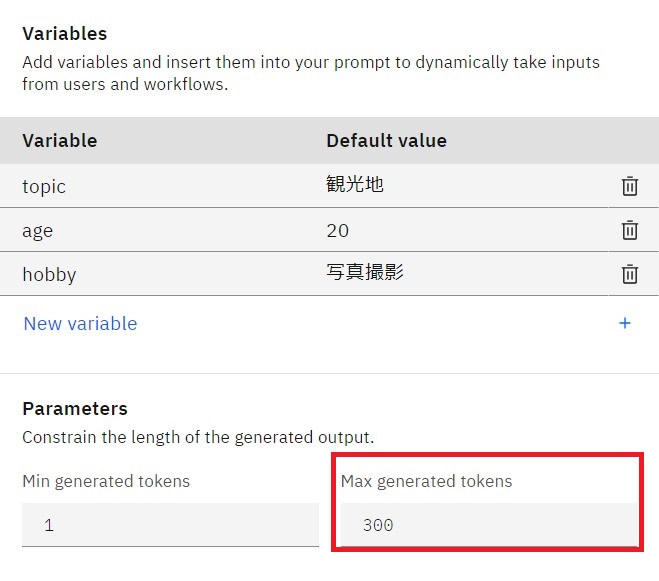 Variables
Add variables and insert them into your prompt to dynamically take inputs
from users and workflows.
Variable Default value
topic 観光地
age 20
hobby 写真撮影
New variable +
Parameters
Constrain the length of the generated output.
Min generated tokens Max generated tokens
1 300